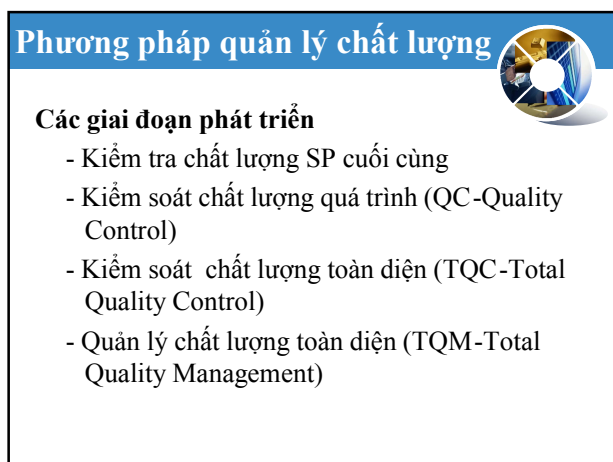 Phương pháp quản lý chất lượng
Các giai đoạn phát triển
- Kiểm tra chất lượng SP cuối cùng
- Kiểm soát chất lượng quá trình (QC-Quality
Control)
- Kiểm soát chất lượng toàn diện (TQC-Total
Quality Control)
- Quản lý chất lượng toàn diện (TQM-Total
Quality Management)